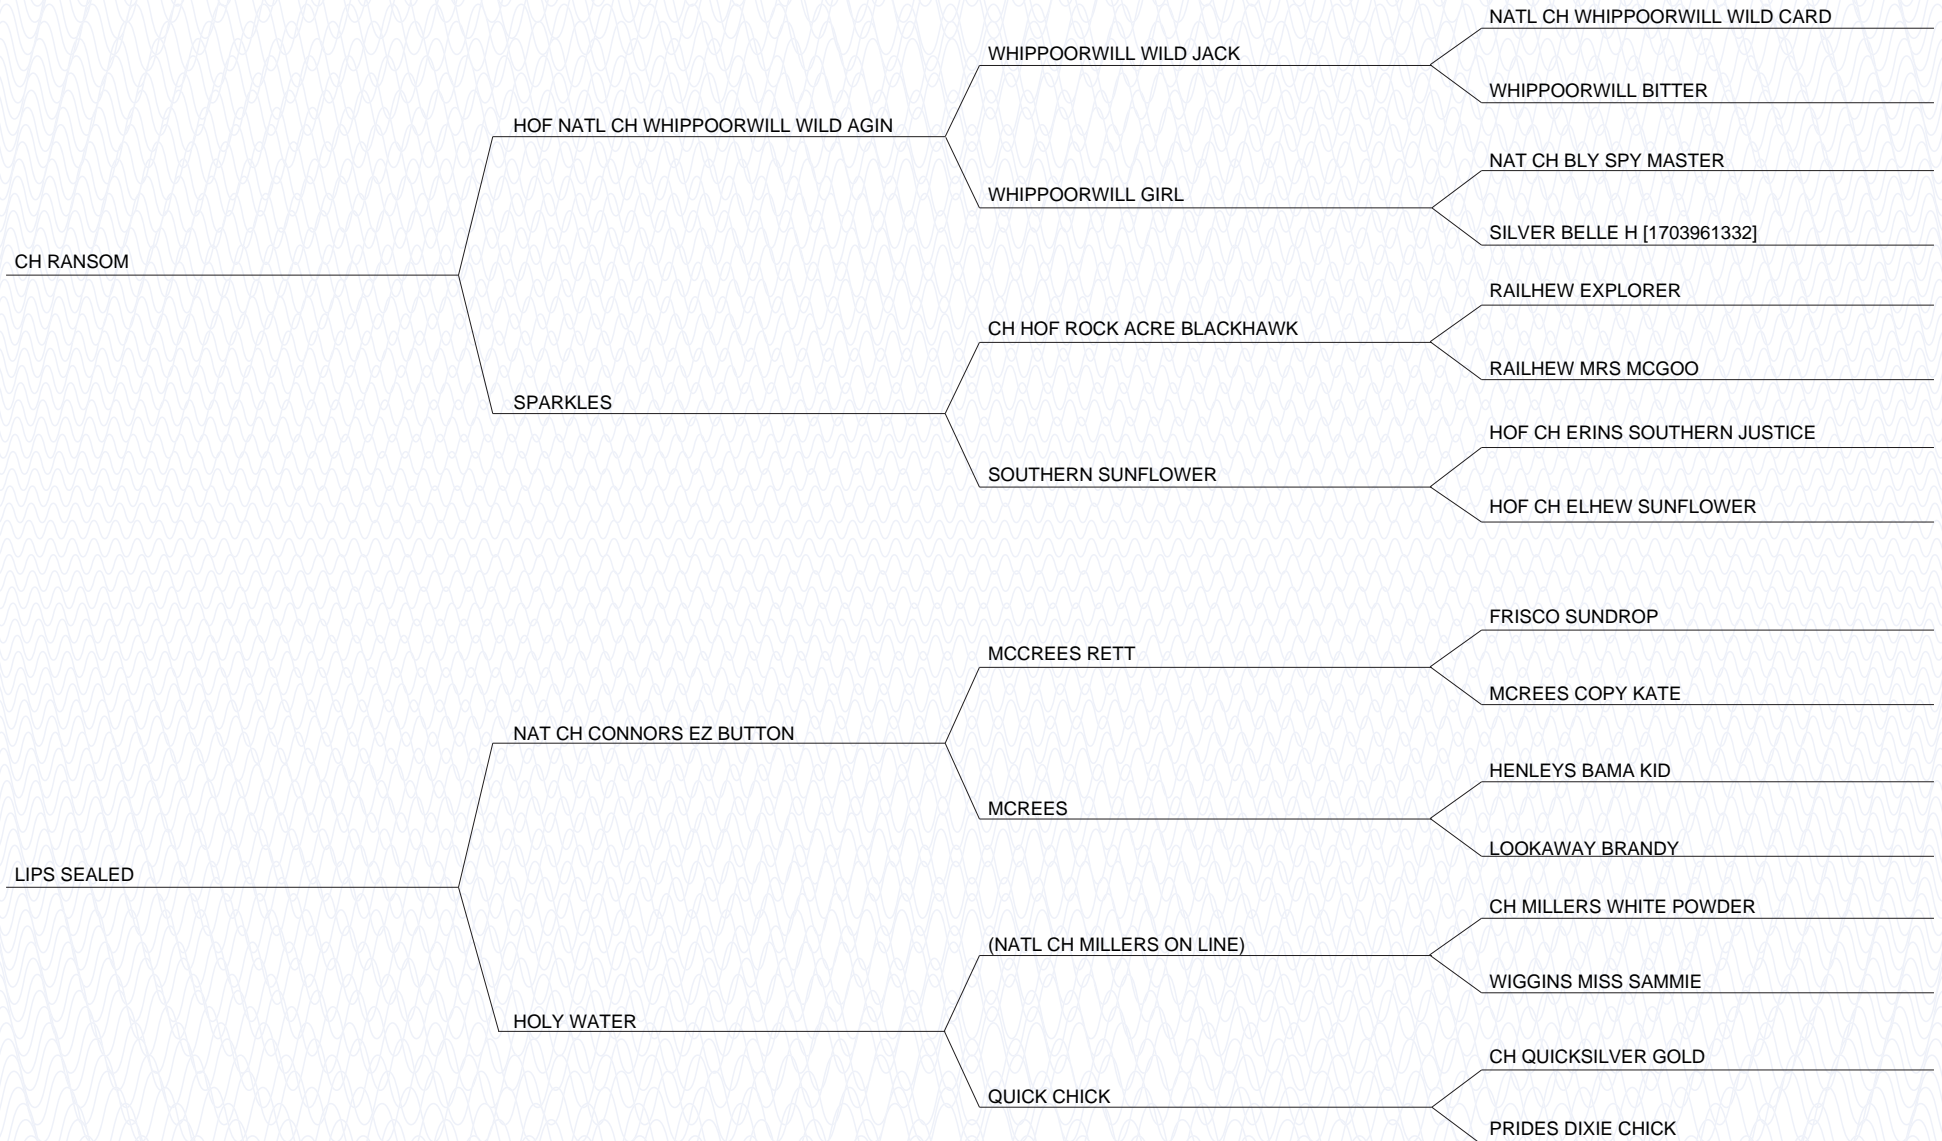 NATL CH WHIPPOORWILL WILD CARD
WHIPPOORWILL WILD JACK
WHIPPOORWILL BITTER
HOF NATL CH WHIPPOORWILL WILD AGIN
NAT CH BLY SPY MASTER
WHIPPOORWILL GIRL
SILVER BELLE H [1703961332]
CH RANSOM
RAILHEW EXPLORER
CH HOF ROCK ACRE BLACKHAWK
RAILHEW MRS MCGOO
SPARKLES
HOF CH ERINS SOUTHERN JUSTICE
SOUTHERN SUNFLOWER
HOF CH ELHEW SUNFLOWER
FRISCO SUNDROP
MCCREES RETT
MCREES COPY KATE
NAT CH CONNORS EZ BUTTON
HENLEYS BAMA KID
MCREES
LOOKAWAY BRANDY
LIPS SEALED
CH MILLERS WHITE POWDER
(NATL CH MILLERS ON LINE)
WIGGINS MISS SAMMIE
HOLY WATER
CH QUICKSILVER GOLD
QUICK CHICK
PRIDES DIXIE CHICK